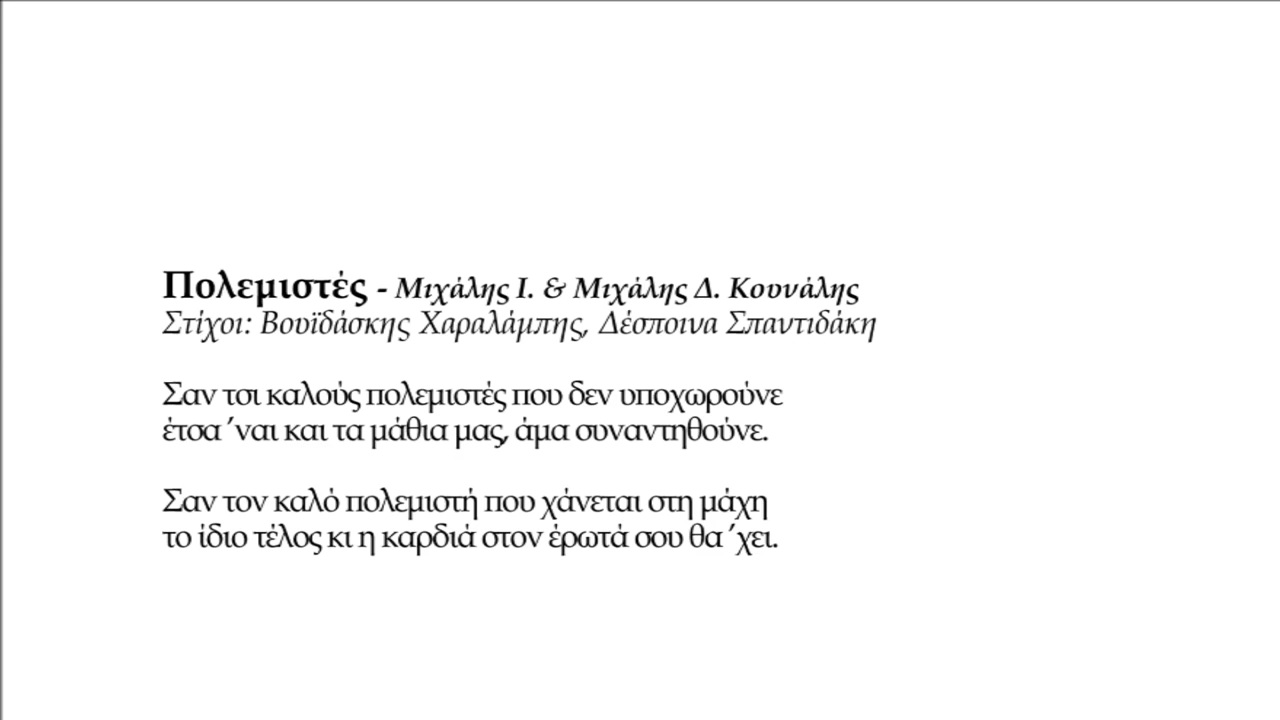 Πολεμιστές - Μιχάλης Ι. & Μιχάλης Δ. Κουνάλης
Στίχοι: Βουϊδάσκης Χαραλάμπης, Δέσποινα Σπαντιδάκη
Σαν τσι καλούς πολεμιστές που δεν υποχωρούνε
έτσα ’ναι και τα μάθια μας, άμα συναντηθούνε.
Σαν τον καλό πολεμιστή που χάνεται στη μάχη
το ίδιο τέλος κι η καρδιά στον έρωτά σου θα ’χει.